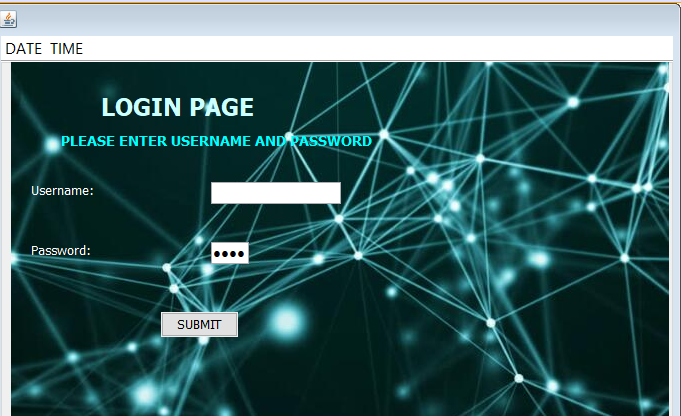 DATE TIME
LOGIN PAGE
PLEASE ENTER USERNAME AND PASSWORD
Username:
Password: ●●●●
SUBMIT